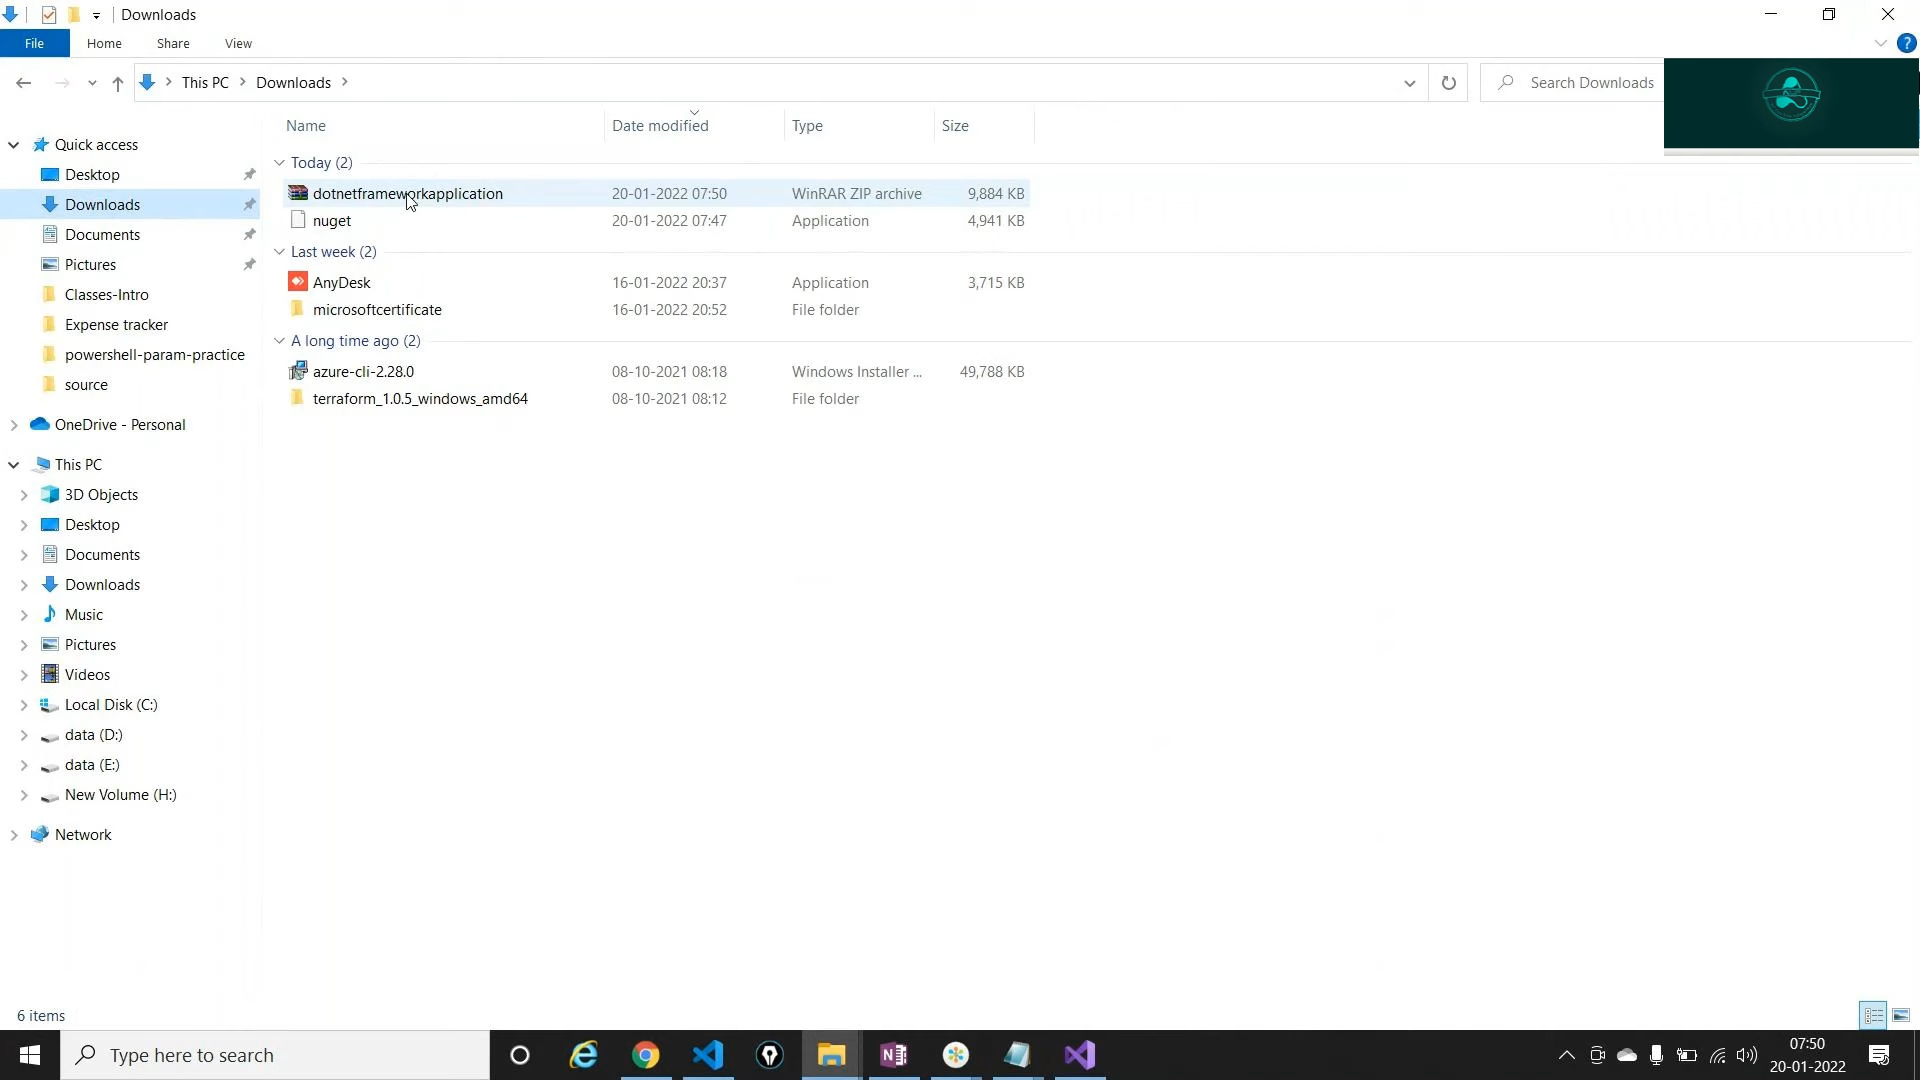 Downloads
File Home Share View
This PC Downloads
Search Downloads
Name Date modified Type Size
Quick access
Desktop
Downloads
Documents
Pictures
Classes-Intro
Expense tracker
powershell-param-practice
source
OneDrive - Personal
This PC
3D Objects
Desktop
Documents
Downloads
Music
Pictures
Videos
Local Disk (C:)
data (D:)
data (E:)
New Volume (H:)
Network
Today (2)
dotnetframeworkapplication 20-01-2022 07:50 WinRAR ZIP archive 9,884 KB
nuget 20-01-2022 07:47 Application 4,941 KB
Last week (2)
AnyDesk 16-01-2022 20:37 Application 3,715 KB
microsoftcertificate 16-01-2022 20:52 File folder
A long time ago (2)
azure-cli-2.28.0 08-10-2021 08:18 Windows Installer ... 49,788 KB
terraform_1.0.5_windows_amd64 08-10-2021 08:12 File folder
6 items
Type here to search
07:50
20-01-2022